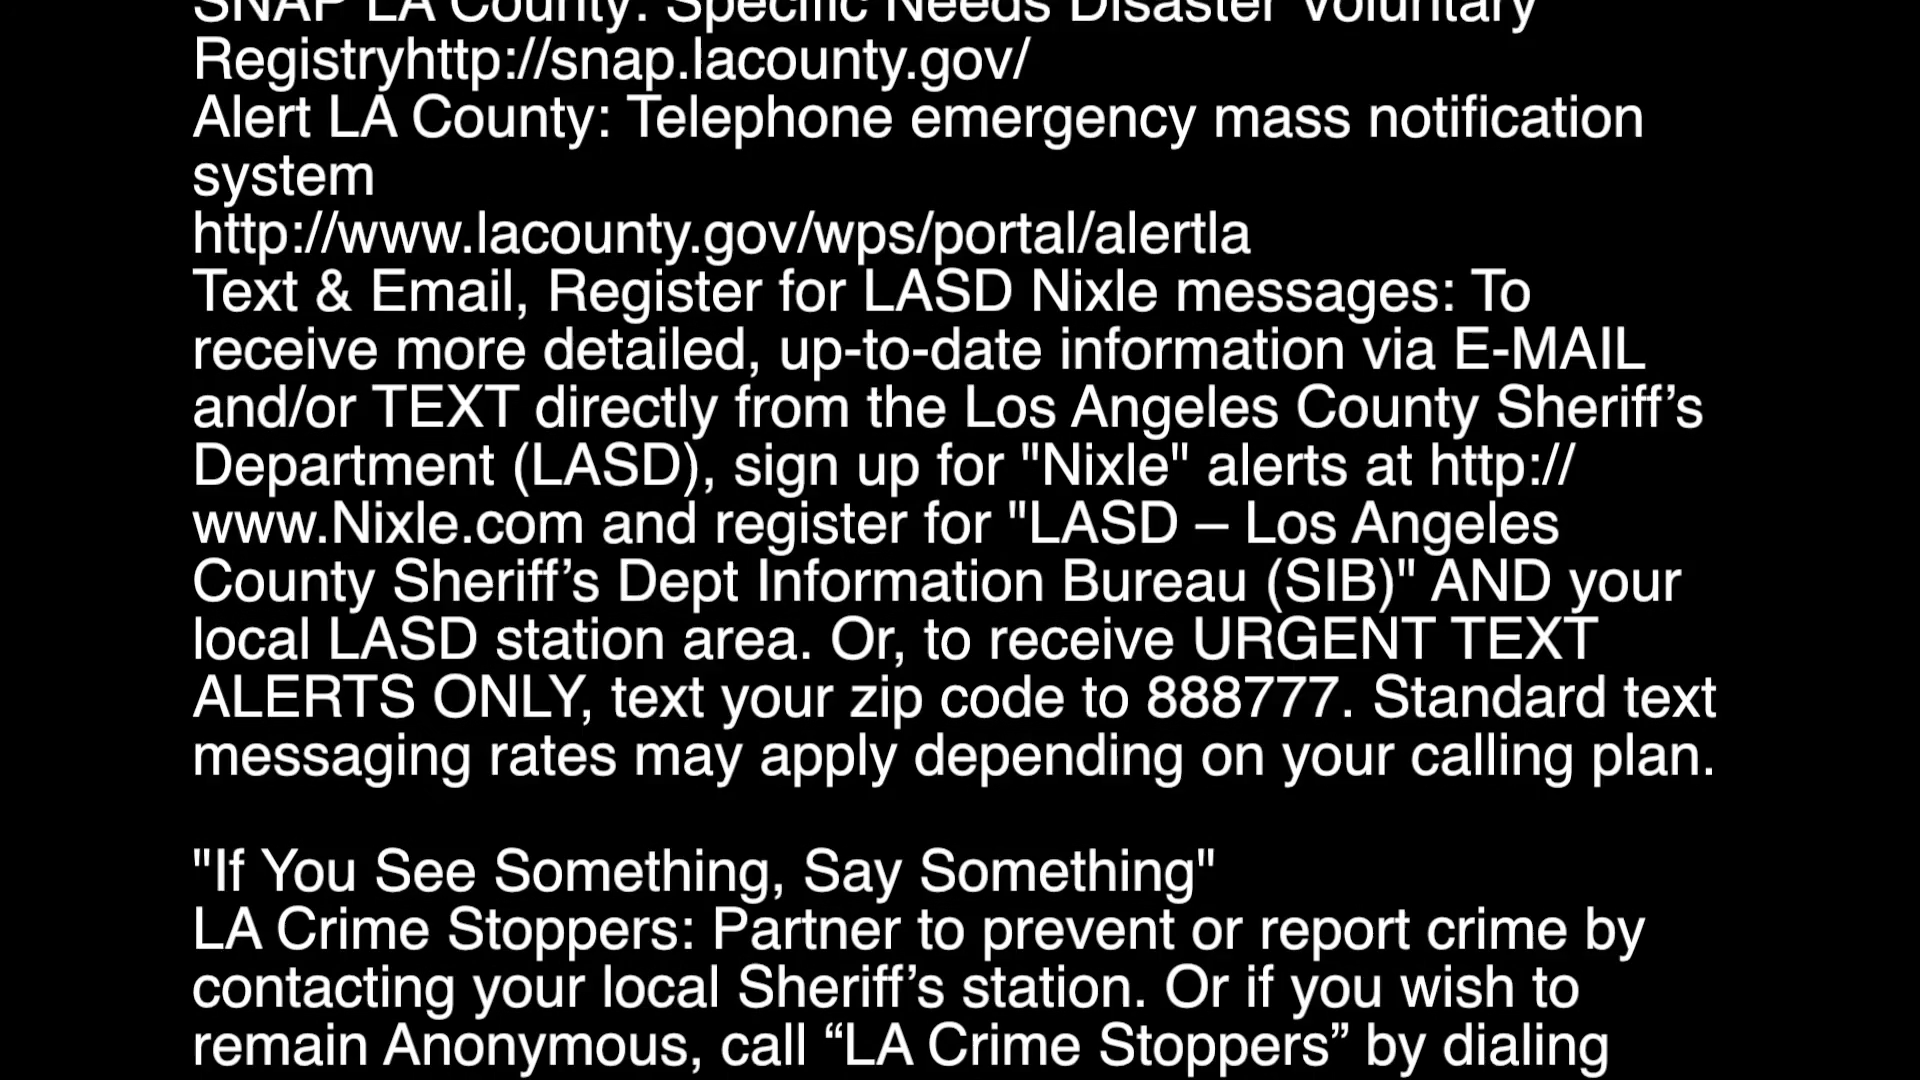 SNAP LA County: Specific Needs Disaster Voluntary
Registryhttp://snap.lacounty.gov/
Alert LA County: Telephone emergency mass notification
system
http://www.lacounty.gov/wps/portal/alertla
Text & Email, Register for LASD Nixle messages: To
receive more detailed, up-to-date information via E-MAIL
and/or TEXT directly from the Los Angeles County Sheriff’s
Department (LASD), sign up for "Nixle" alerts at http://
www.Nixle.com and register for "LASD – Los Angeles
County Sheriff’s Dept Information Bureau (SIB)" AND your
local LASD station area. Or, to receive URGENT TEXT
ALERTS ONLY, text your zip code to 888777. Standard text
messaging rates may apply depending on your calling plan.

"If You See Something, Say Something"
LA Crime Stoppers: Partner to prevent or report crime by
contacting your local Sheriff’s station. Or if you wish to
remain Anonymous, call “LA Crime Stoppers” by dialing